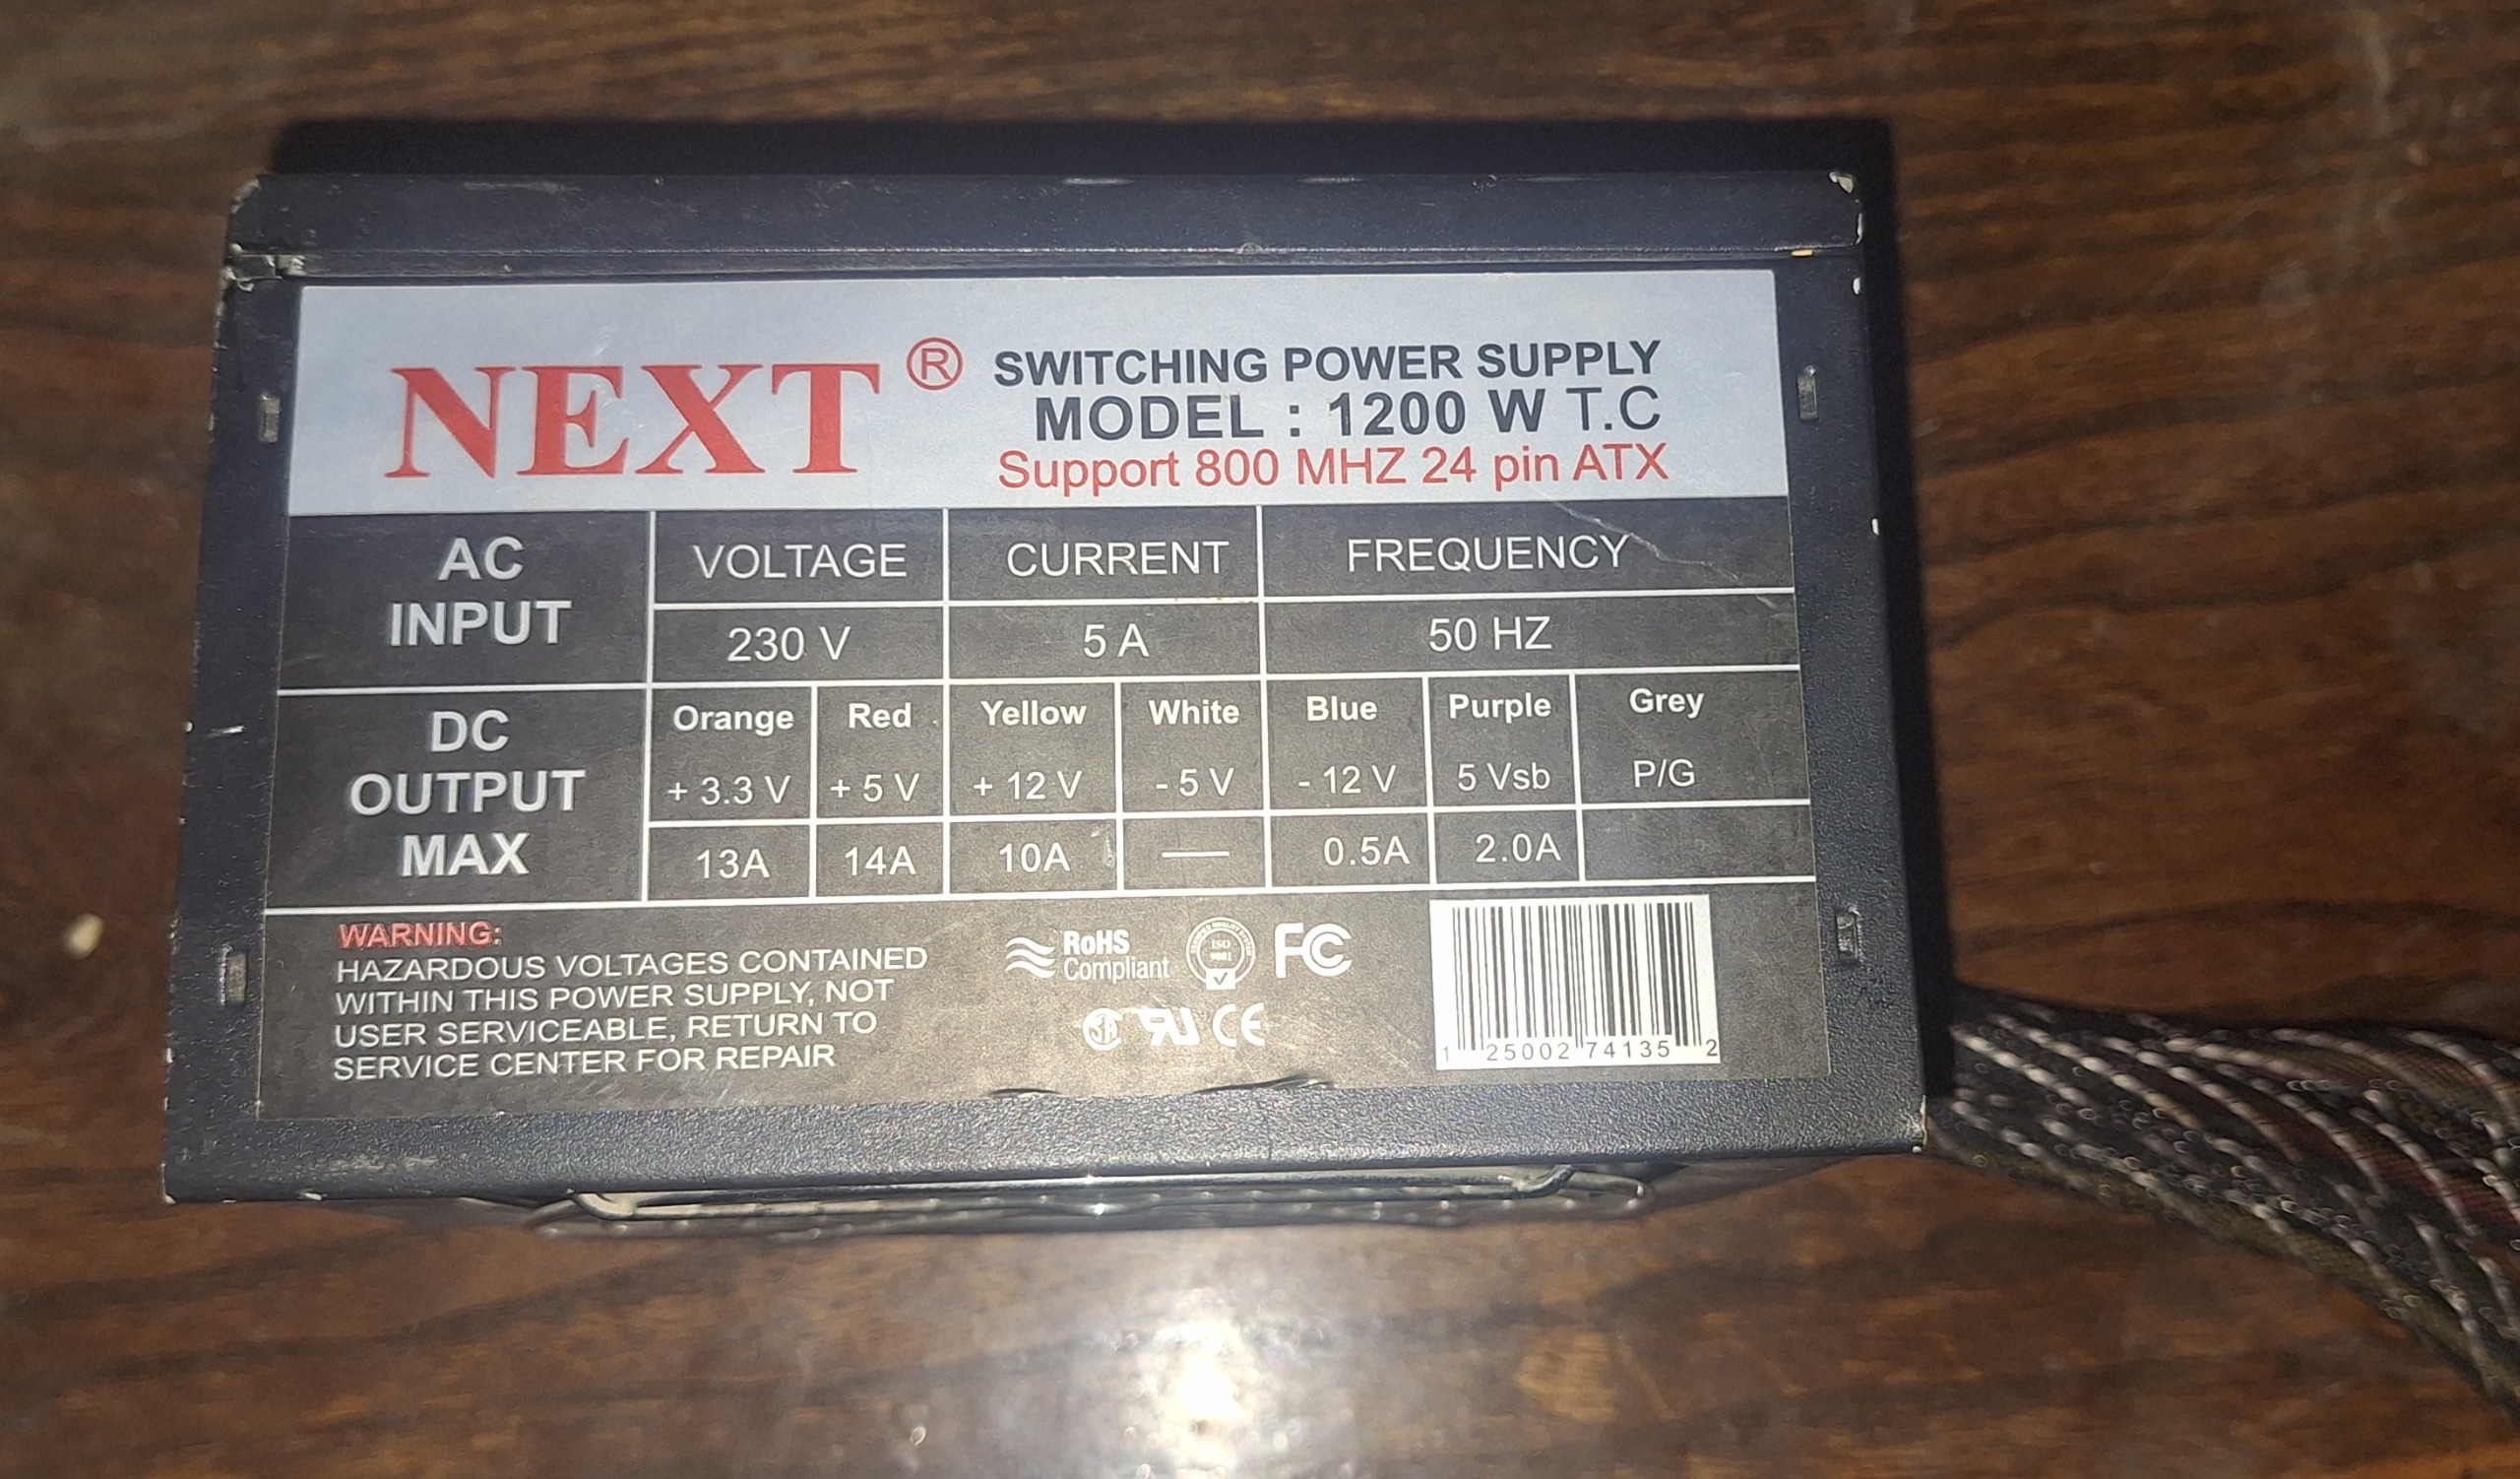 NEXT ®
SWITCHING POWER SUPPLY
MODEL : 1200 W T.C
Support 800 MHZ 24 pin ATX
AC INPUT VOLTAGE CURRENT FREQUENCY
230 V 5 A 50 HZ
DC OUTPUT MAX Orange Red Yellow White Blue Purple Grey
+ 3.3 V + 5 V + 12 V - 5 V - 12 V 5 Vsb P/G
13A 14A 10A — 0.5A 2.0A
WARNING:
HAZARDOUS VOLTAGES CONTAINED
WITHIN THIS POWER SUPPLY, NOT
USER SERVICEABLE, RETURN TO
SERVICE CENTER FOR REPAIR
RoHS
Compliant
ISO
9001
FC
CE
1 25002 74135 2